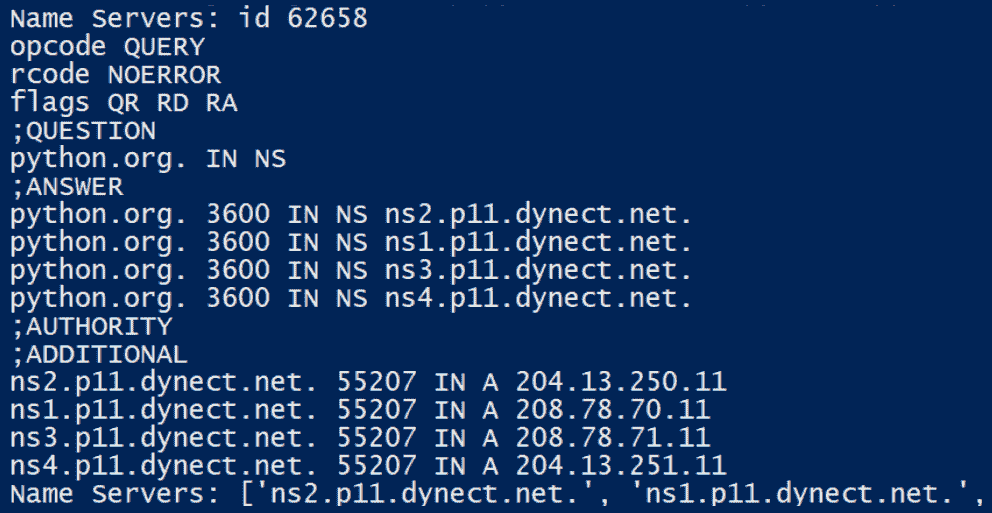 Name Servers: id 62658
opcode QUERY
rcode NOERROR
flags QR RD RA
;QUESTION
python.org. IN NS
;ANSWER
python.org. 3600 IN NS ns2.p11.dynect.net.
python.org. 3600 IN NS ns1.p11.dynect.net.
python.org. 3600 IN NS ns3.p11.dynect.net.
python.org. 3600 IN NS ns4.p11.dynect.net.
;AUTHORITY
;ADDITIONAL
ns2.p11.dynect.net. 55207 IN A 204.13.250.11
ns1.p11.dynect.net. 55207 IN A 208.78.70.11
ns3.p11.dynect.net. 55207 IN A 208.78.71.11
ns4.p11.dynect.net. 55207 IN A 204.13.251.11
Name Servers: ['ns2.p11.dynect.net.', 'ns1.p11.dynect.net.',